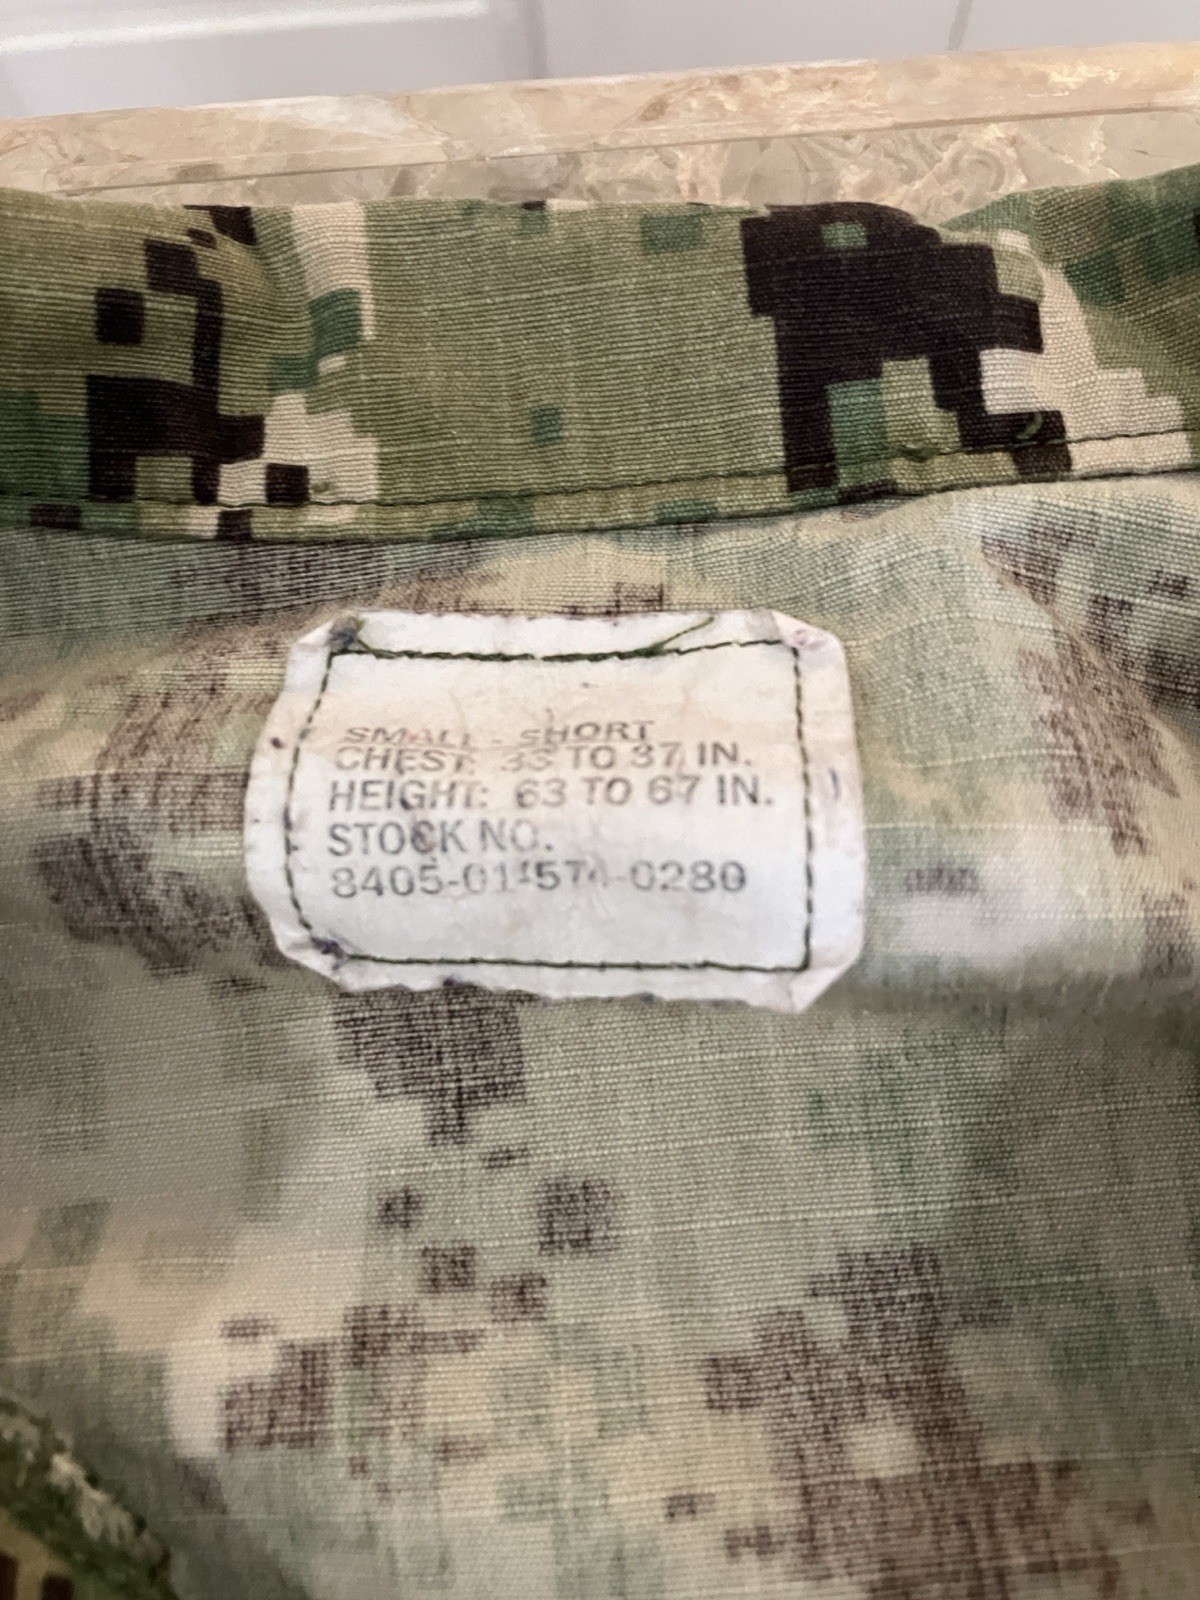 SMALL - SHORT
CHEST: 33 TO 37 IN.
HEIGHT: 63 TO 67 IN.
STOCK NO.
8405-01-574-0280